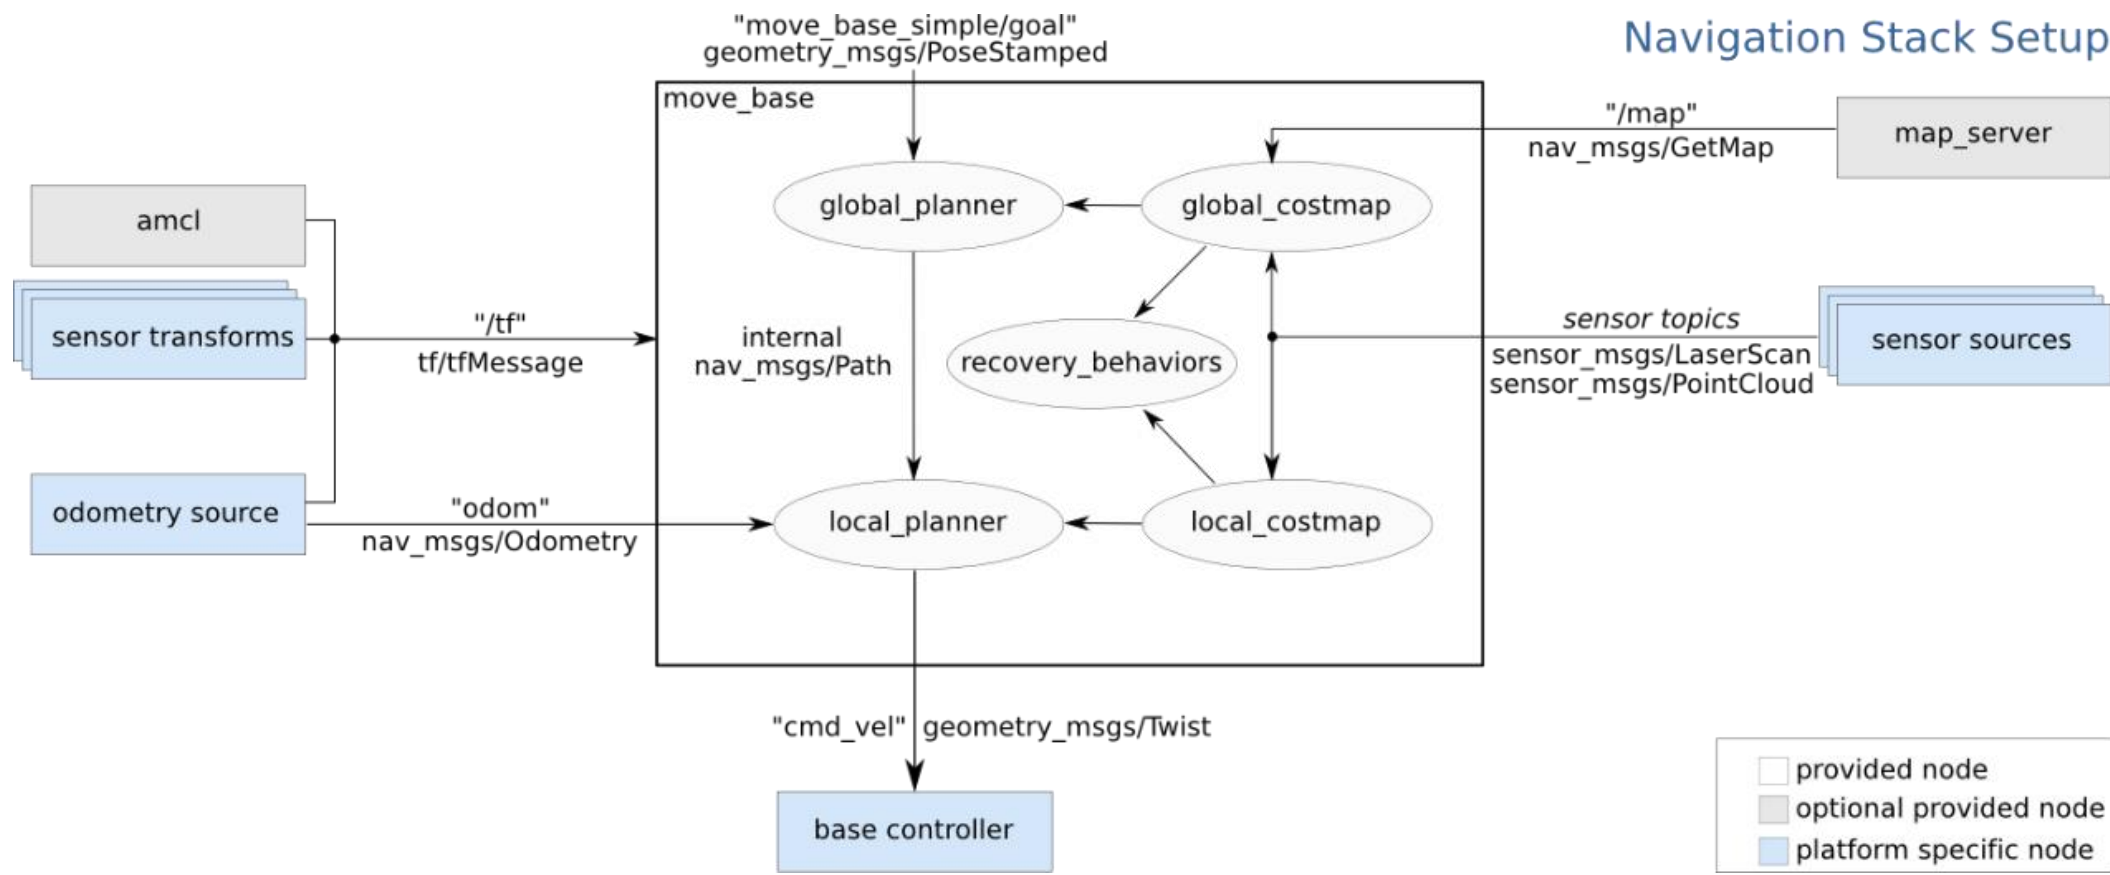 Navigation Stack Setup
"move_base_simple/goal"
geometry_msgs/PoseStamped
move_base
"/map"
nav_msgs/GetMap
map_server
global_planner
global_costmap
amcl
sensor transforms
"/tf"
tf/tfMessage
internal
nav_msgs/Path
recovery_behaviors
sensor topics
sensor_msgs/LaserScan
sensor_msgs/PointCloud
sensor sources
odometry source
"odom"
nav_msgs/Odometry
local_planner
local_costmap
"cmd_vel" geometry_msgs/Twist
base controller
provided node
optional provided node
platform specific node